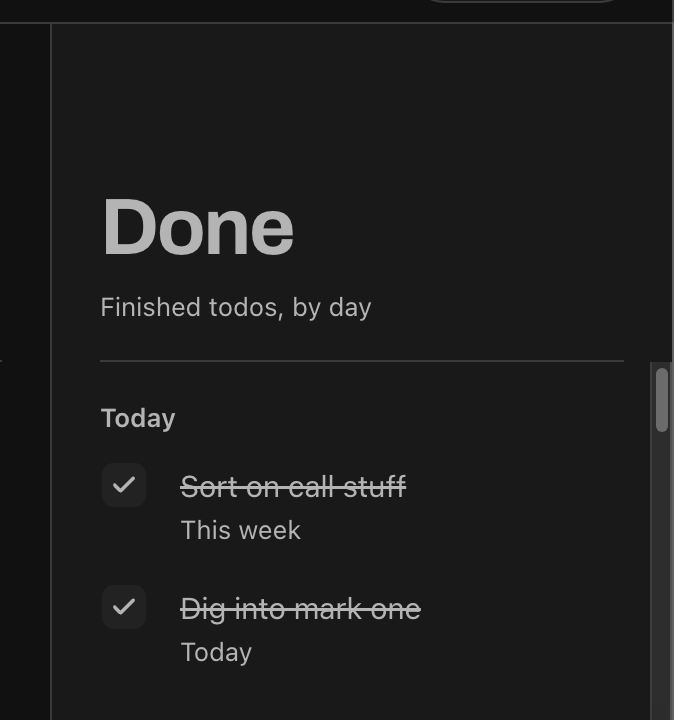 Done
Finished todos, by day
Today
Sort on call stuff
This week
Dig into mark one
Today